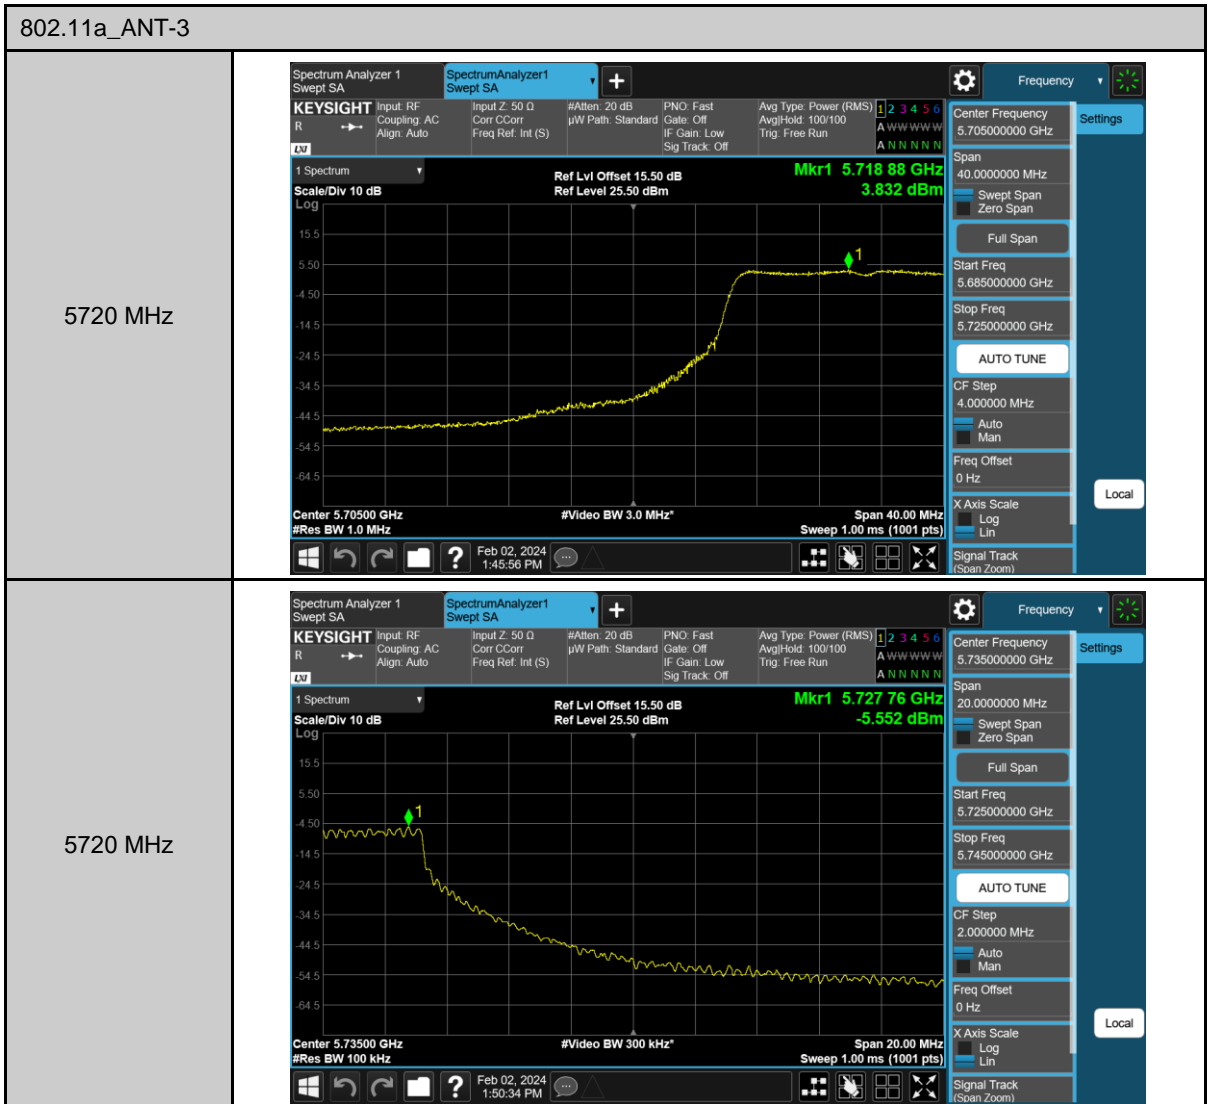 802.11a_ANT-3
5720 MHz
Spectrum Analyzer 1
Swept SA
SpectrumAnalyzer1
Swept SA
Frequency
KEYSIGHT
R
LXI
Input: RF
Coupling: AC
Align: Auto
Input Z: 50 Ω
Corr CCorr
Freq Ref: Int (S)
#Atten: 20 dB
µW Path: Standard
PNO: Fast
Gate: Off
IF Gain: Low
Sig Track: Off
Avg Type: Power (RMS)
Avg|Hold: 100/100
Trig: Free Run
1 2 3 4 5 6
A W W W W W
A N N N N N
Center Frequency
5.705000000 GHz
Settings
1 Spectrum
Scale/Div 10 dB
Log
Ref Lvl Offset 15.50 dB
Ref Level 25.50 dBm
Mkr1 5.718 88 GHz
3.832 dBm
Span
40.0000000 MHz
Swept Span
Zero Span
Full Span
Start Freq
5.685000000 GHz
Stop Freq
5.725000000 GHz
AUTO TUNE
CF Step
4.000000 MHz
Auto
Man
Freq Offset
0 Hz
X Axis Scale
Log
Lin
Signal Track
(Span Zoom)
Local
15.5
5.50
-4.50
-14.5
-24.5
-34.5
-44.5
-54.5
-64.5
1
Center 5.70500 GHz
#Res BW 1.0 MHz
#Video BW 3.0 MHz*
Span 40.00 MHz
Sweep 1.00 ms (1001 pts)
?
Feb 02, 2024
1:45:56 PM
5720 MHz
Spectrum Analyzer 1
Swept SA
SpectrumAnalyzer1
Swept SA
Frequency
KEYSIGHT
R
LXI
Input: RF
Coupling: AC
Align: Auto
Input Z: 50 Ω
Corr CCorr
Freq Ref: Int (S)
#Atten: 20 dB
µW Path: Standard
PNO: Fast
Gate: Off
IF Gain: Low
Sig Track: Off
Avg Type: Power (RMS)
Avg|Hold: 100/100
Trig: Free Run
1 2 3 4 5 6
A W W W W W
A N N N N N
Center Frequency
5.735000000 GHz
Settings
1 Spectrum
Scale/Div 10 dB
Log
Ref Lvl Offset 15.50 dB
Ref Level 25.50 dBm
Mkr1 5.727 76 GHz
-5.552 dBm
Span
20.0000000 MHz
Swept Span
Zero Span
Full Span
Start Freq
5.725000000 GHz
Stop Freq
5.745000000 GHz
AUTO TUNE
CF Step
2.000000 MHz
Auto
Man
Freq Offset
0 Hz
X Axis Scale
Log
Lin
Signal Track
(Span Zoom)
Local
15.5
5.50
-4.50
-14.5
-24.5
-34.5
-44.5
-54.5
-64.5
1
Center 5.73500 GHz
#Res BW 100 kHz
#Video BW 300 kHz*
Span 20.00 MHz
Sweep 1.00 ms (1001 pts)
?
Feb 02, 2024
1:50:34 PM